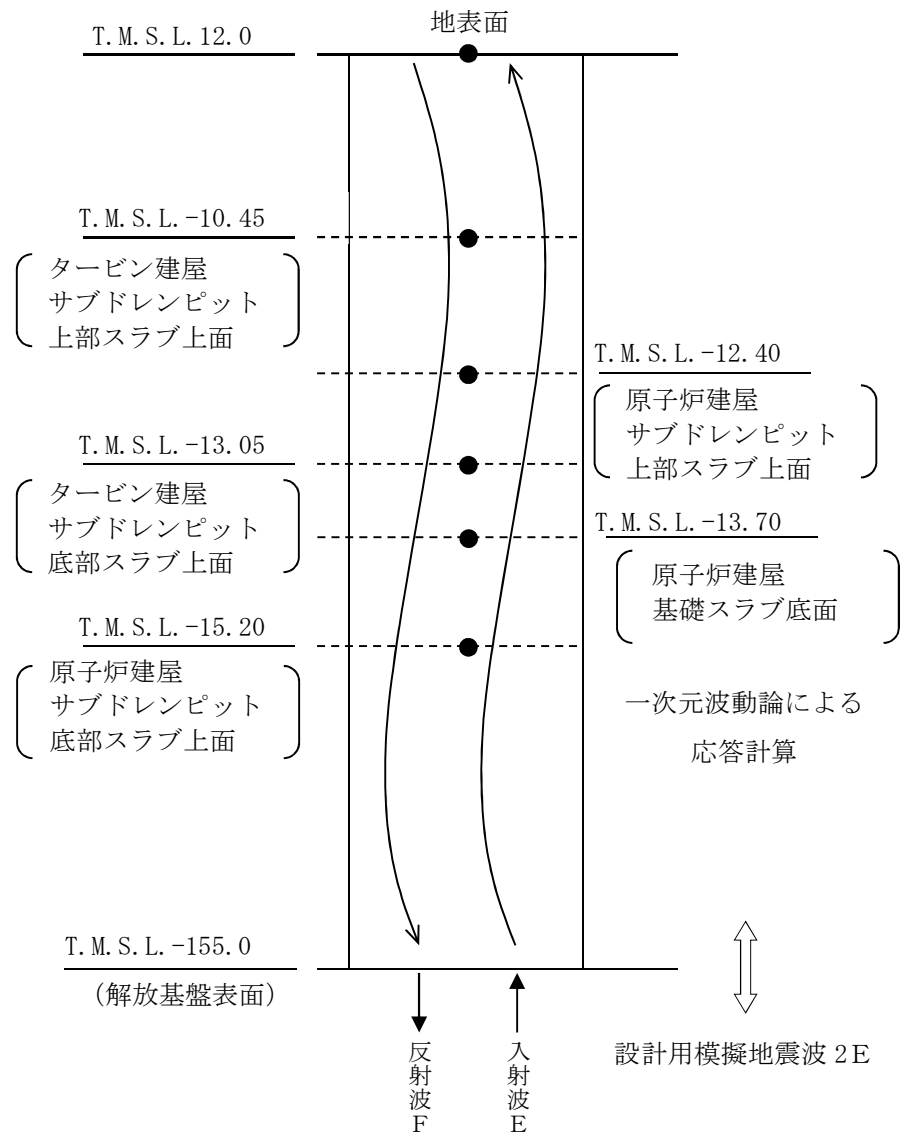 地表面
T.M.S.L.12.0
T.M.S.L.-10.45
タービン建屋
サブドレンピット
上部スラブ上面
T.M.S.L.-12.40
原子炉建屋
サブドレンピット
上部スラブ上面
T.M.S.L.-13.05
タービン建屋
サブドレンピット
底部スラブ上面
T.M.S.L.-13.70
原子炉建屋
基礎スラブ底面
T.M.S.L.-15.20
原子炉建屋
サブドレンピット
底部スラブ上面
一次元波動論による
応答計算
T.M.S.L.-155.0
(解放基盤表面)
反射波F
入射波E
設計用模擬地震波 2E